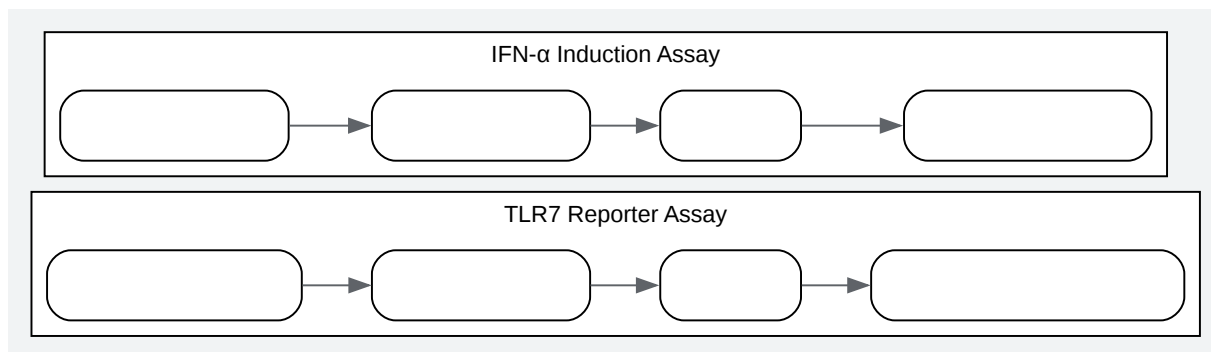 IFN-α Induction Assay
TLR7 Reporter Assay